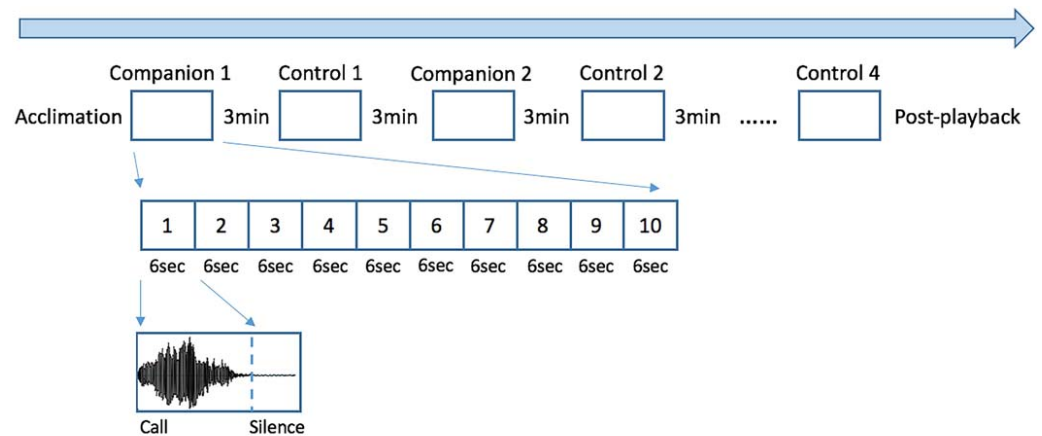 Companion 1 Control 1 Companion 2 Control 2 Control 4
Acclimation 3min 3min 3min 3min ...... Post-playback
1 2 3 4 5 6 7 8 9 10
6sec 6sec 6sec 6sec 6sec 6sec 6sec 6sec 6sec 6sec
Call Silence